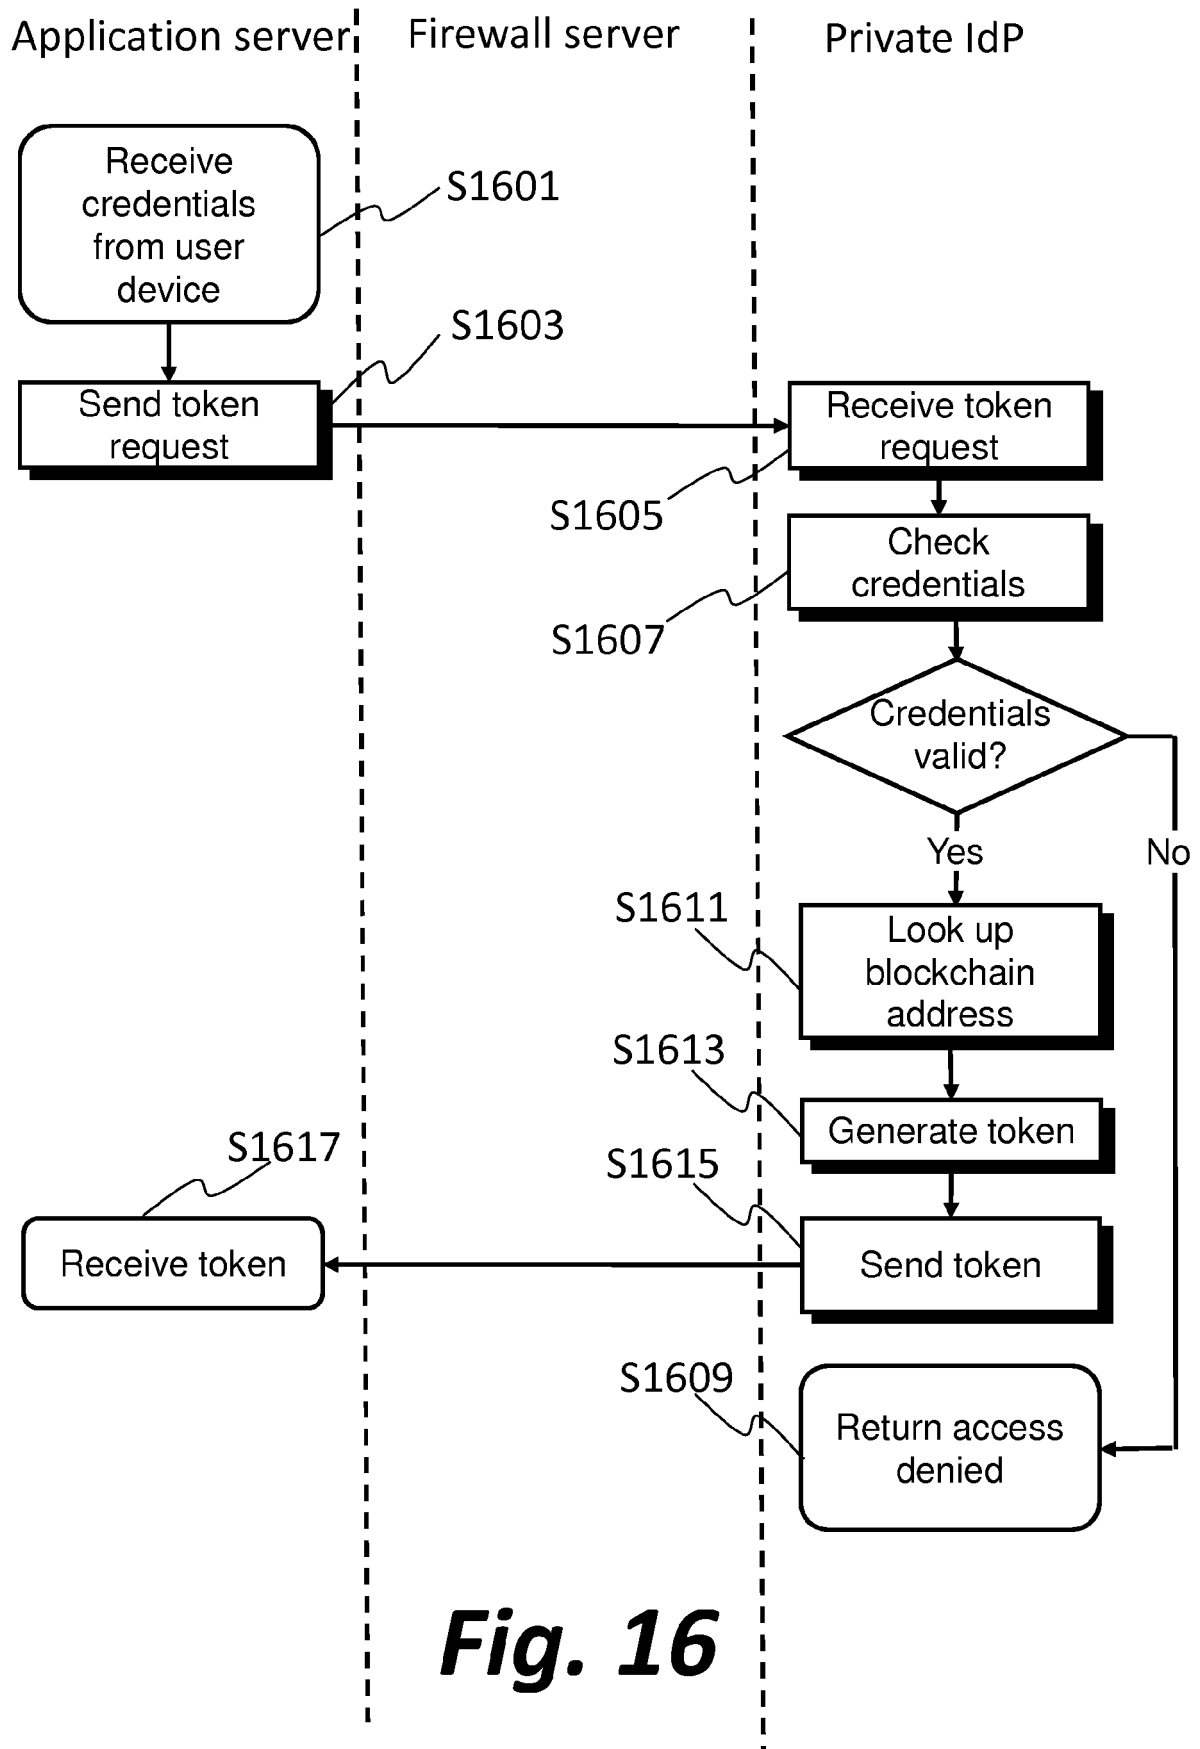 Application server
Firewall server
Private IdP
Receive
credentials
from user
device
S1601
S1603
Send token
request
Receive token
request
S1605
Check
credentials
S1607
Credentials
valid?
Yes
No
S1611
Look up
blockchain
address
S1613
Generate token
S1617
S1615
Receive token
Send token
S1609
Return access
denied
Fig. 16